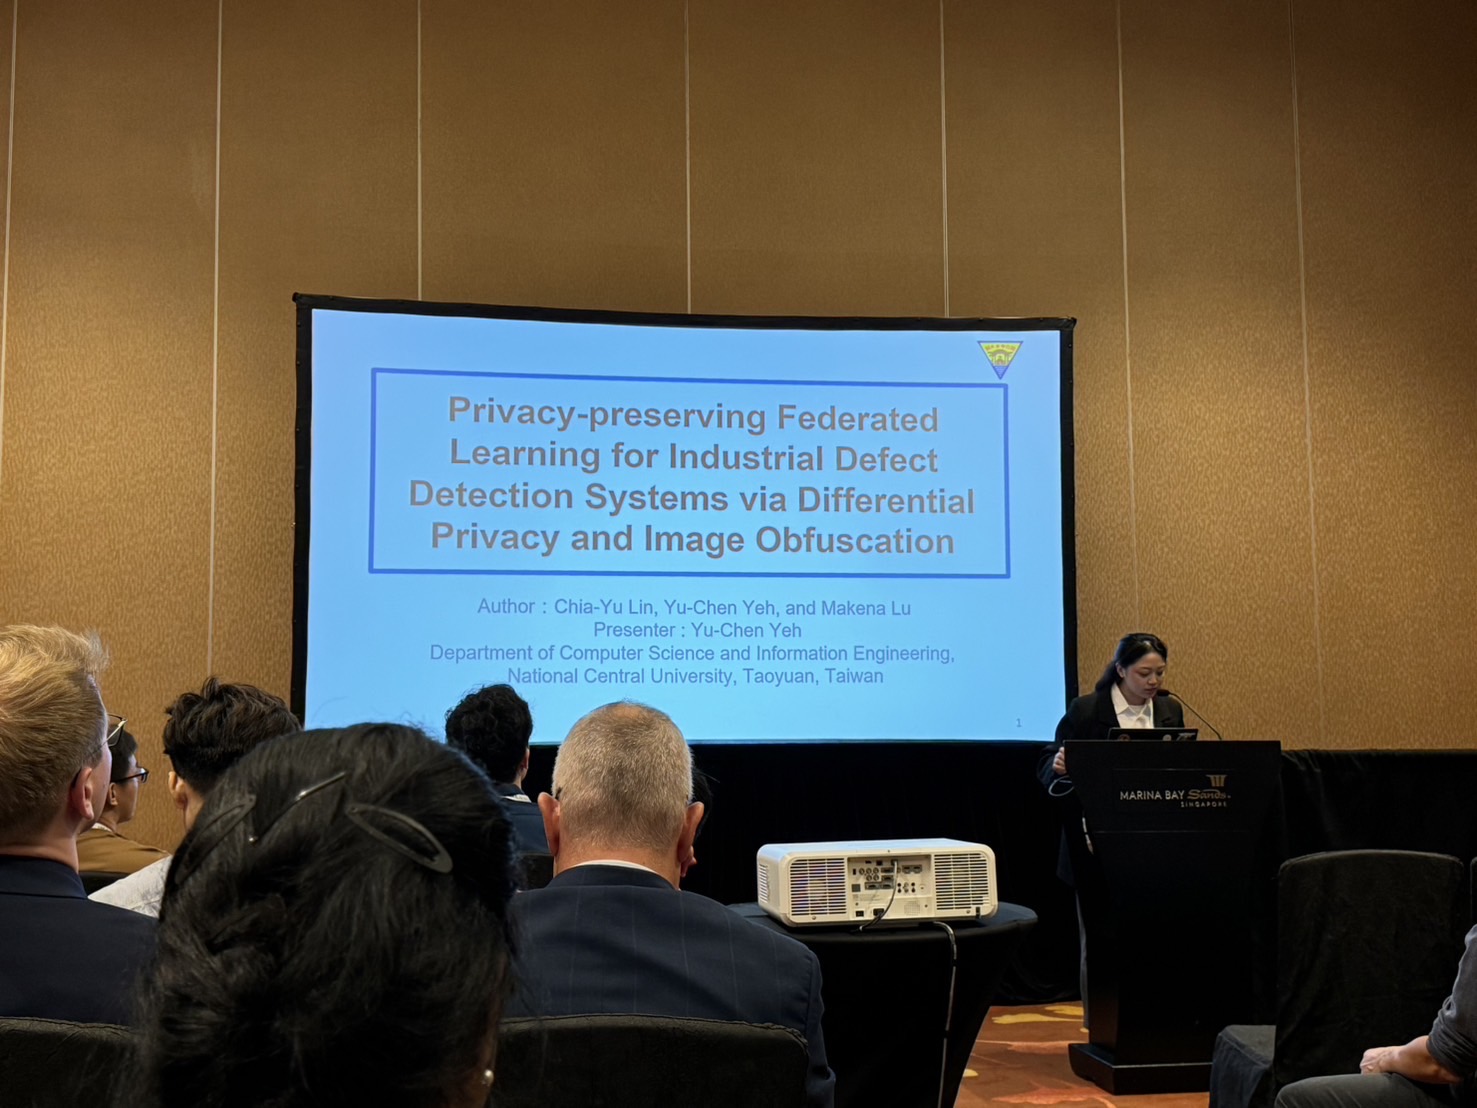 Privacy-preserving Federated
Learning for Industrial Defect
Detection Systems via Differential
Privacy and Image Obfuscation
Author : Chia-Yu Lin, Yu-Chen Yeh, and Makena Lu
Presenter : Yu-Chen Yeh
Department of Computer Science and Information Engineering,
National Central University, Taoyuan, Taiwan
1
MARINA BAY Sands
SINGAPORE